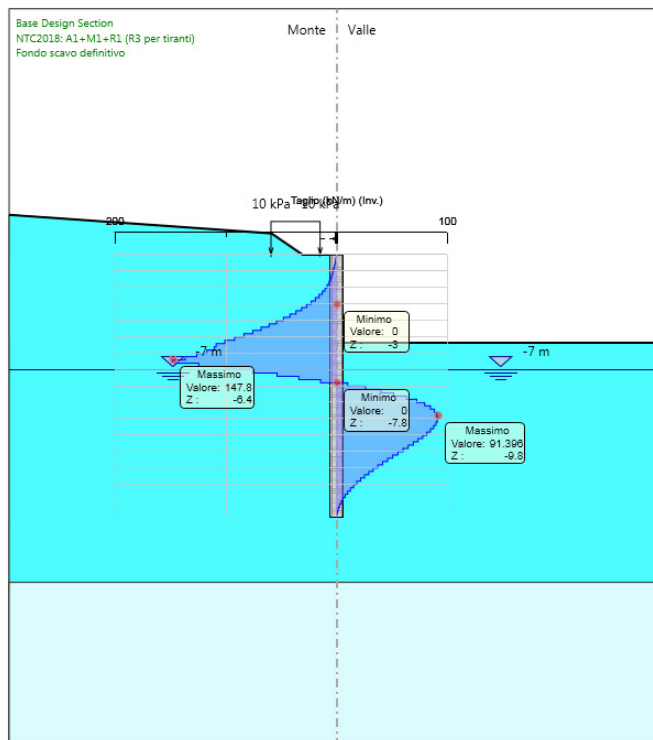 Base Design Section
NTC2018: A1+M1+R1 (R3 per tiranti)
Fondo scavo definitivo
Monte
Valle
Taglio (kN/m) (Inv.)
10 kPa
kPa
200
100
Minimo
Valore: 0
Z : -3
-7 m
-7 m
Massimo
Valore: 147.8
Z : -6.4
Minimo
Valore: 0
Z : -7.8
Massimo
Valore: 91.396
Z : -9.8